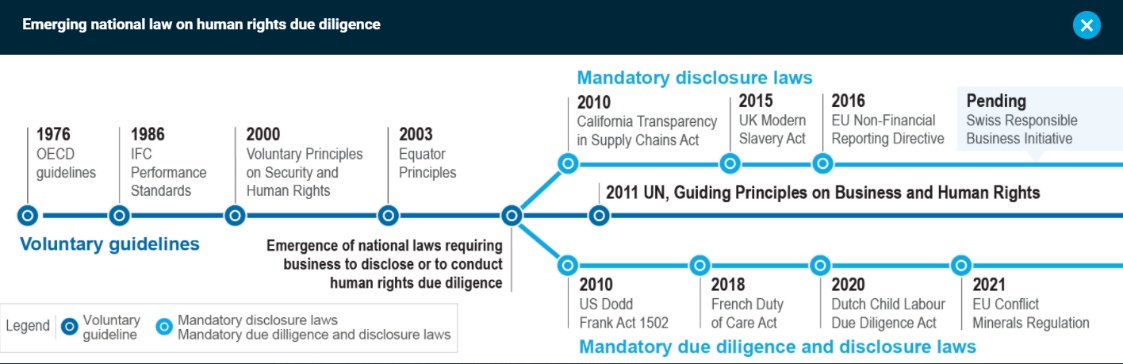 Emerging national law on human rights due diligence
Mandatory disclosure laws
2010
California Transparency
in Supply Chains Act
2015
UK Modern
Slavery Act
2016
EU Non-Financial
Reporting Directive
Pending
Swiss Responsible
Business Initiative
1976
OECD
guidelines
1986
IFC
Performance
Standards
2000
Voluntary Principles
on Security and
Human Rights
2003
Equator
Principles
2011 UN, Guiding Principles on Business and Human Rights
Voluntary guidelines
Emergence of national laws requiring
business to disclose or to conduct
human rights due diligence
2010
US Dodd
Frank Act 1502
2018
French Duty
of Care Act
2020
Dutch Child Labour
Due Diligence Act
2021
EU Conflict
Minerals Regulation
Mandatory due diligence and disclosure laws
Legend
Voluntary
guideline
Mandatory disclosure laws
Mandatory due dilligence and disclosure laws